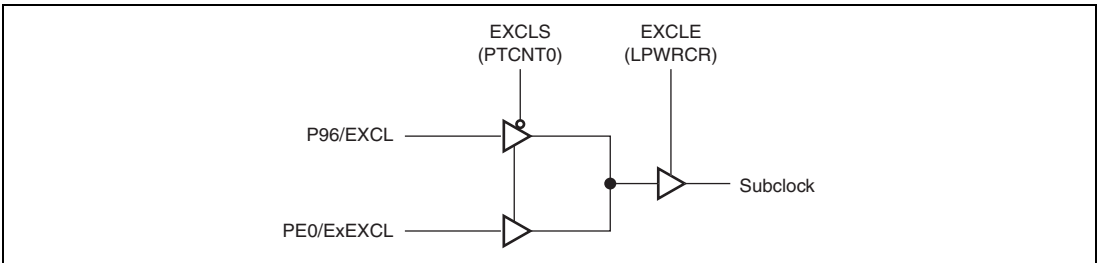 EXCLS
(PTCNT0)
EXCLE
(LPWRCR)
P96/EXCL
Subclock
PE0/ExEXCL